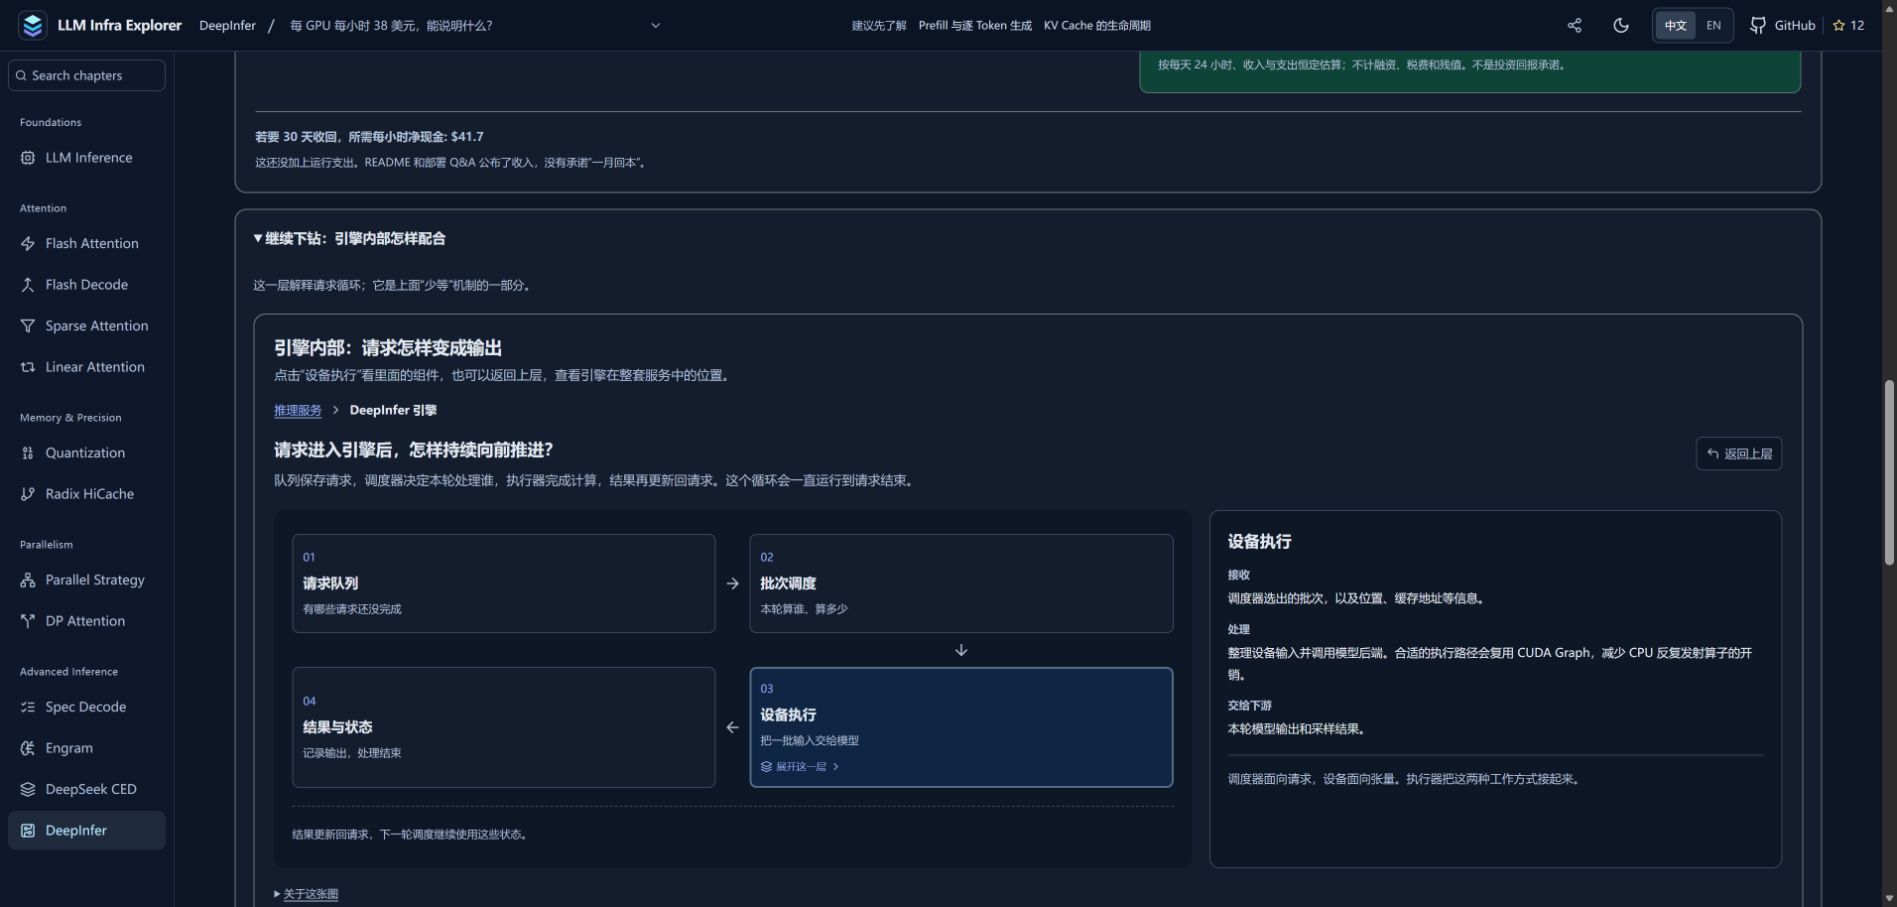 LLM Infra Explorer
DeepInfer / 每 GPU 每小时 38 美元，能说明什么？
建议先了解 Prefill 与逐 Token 生成 KV Cache 的生命周期
中文 EN
GitHub 12
Search chapters
Foundations
LLM Inference
Attention
Flash Attention
Flash Decode
Sparse Attention
Linear Attention
Memory & Precision
Quantization
Radix HiCache
Parallelism
Parallel Strategy
DP Attention
Advanced Inference
Spec Decode
Engram
DeepSeek CED
DeepInfer
按每天 24 小时、收入与支出恒定估算；不计融资、税费和残值。不是投资回报承诺。
若要 30 天收回，所需每小时净现金: $41.7
这还没加上运行支出。README 和部署 Q&A 公布了收入，没有承诺"一月回本"。
继续下钻：引擎内部怎样配合
这一层解释请求循环；它是上面"少等"机制的一部分。
引擎内部：请求怎样变成输出
点击"设备执行"看里面的组件，也可以返回上层，查看引擎在整套服务中的位置。
推理服务 > DeepInfer 引擎
请求进入引擎后，怎样持续向前推进？
返回上层
队列保存请求，调度器决定本轮处理谁，执行器完成计算，结果再更新回请求。这个循环会一直运行到请求结束。
01
请求队列
有哪些请求还没完成
02
批次调度
本轮算谁、算多少
03
设备执行
把一批输入交给模型
展开这一层 >
04
结果与状态
记录输出，处理结束
结果更新回请求，下一轮调度继续使用这些状态。
设备执行
接收
调度器选出的批次，以及位置、缓存地址等信息。
处理
整理设备输入并调用模型后端。合适的执行路径会复用 CUDA Graph，减少 CPU 反复发射算子的开
销。
交给下游
本轮模型输出和采样结果。
调度器面向请求，设备面向张量。执行器把这两种工作方式接起来。
关于这张图